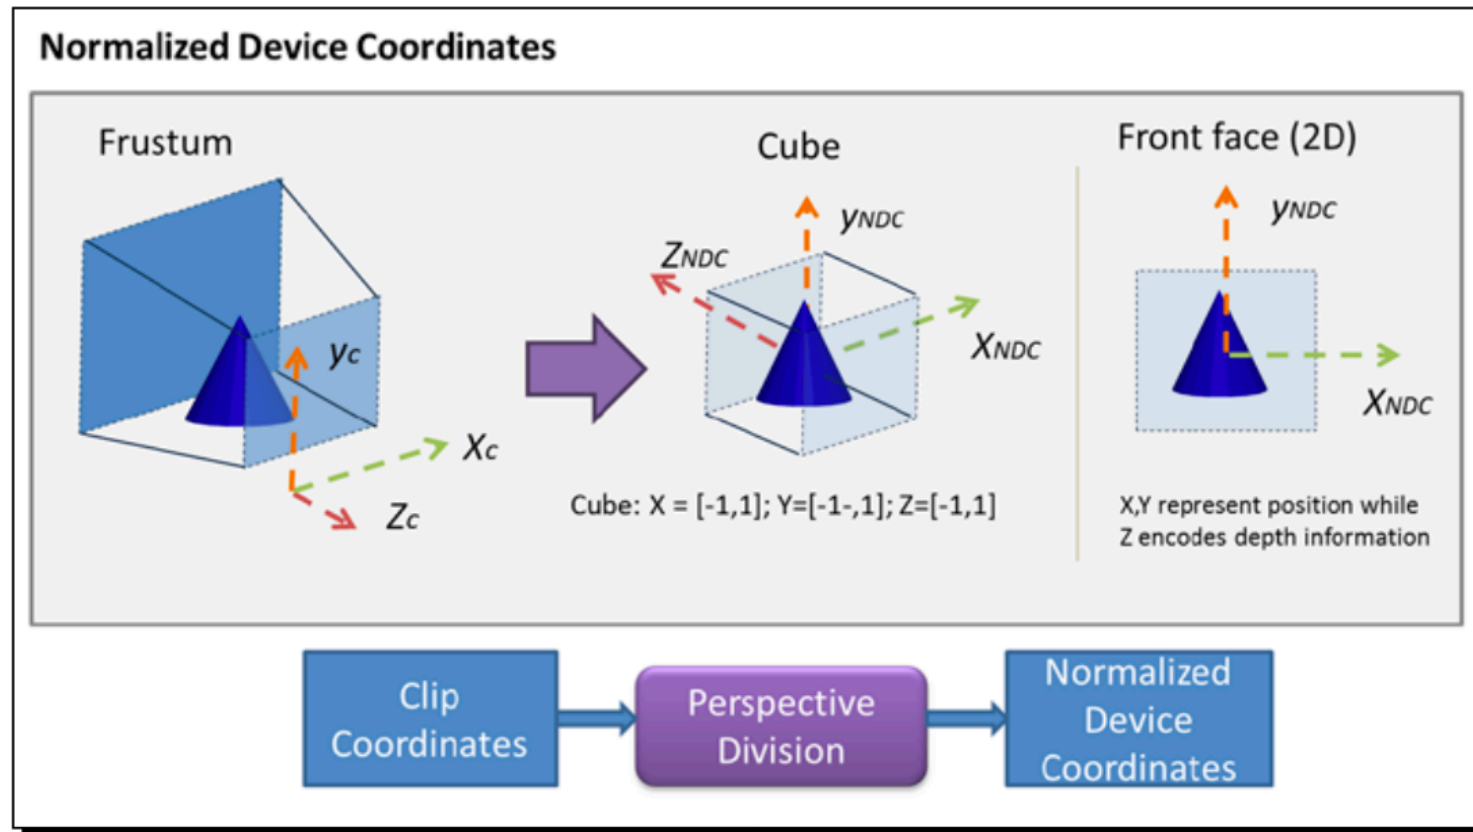 Normalized Device Coordinates
Frustum
yc
Xc
Zc
Cube
yNDC
ZNDC
XNDC
Cube: X = [-1,1]; Y=[-1-,1]; Z=[-1,1]
Front face (2D)
yNDC
XNDC
X,Y represent position while
Z encodes depth information
Clip
Coordinates
Perspective
Division
Normalized
Device
Coordinates